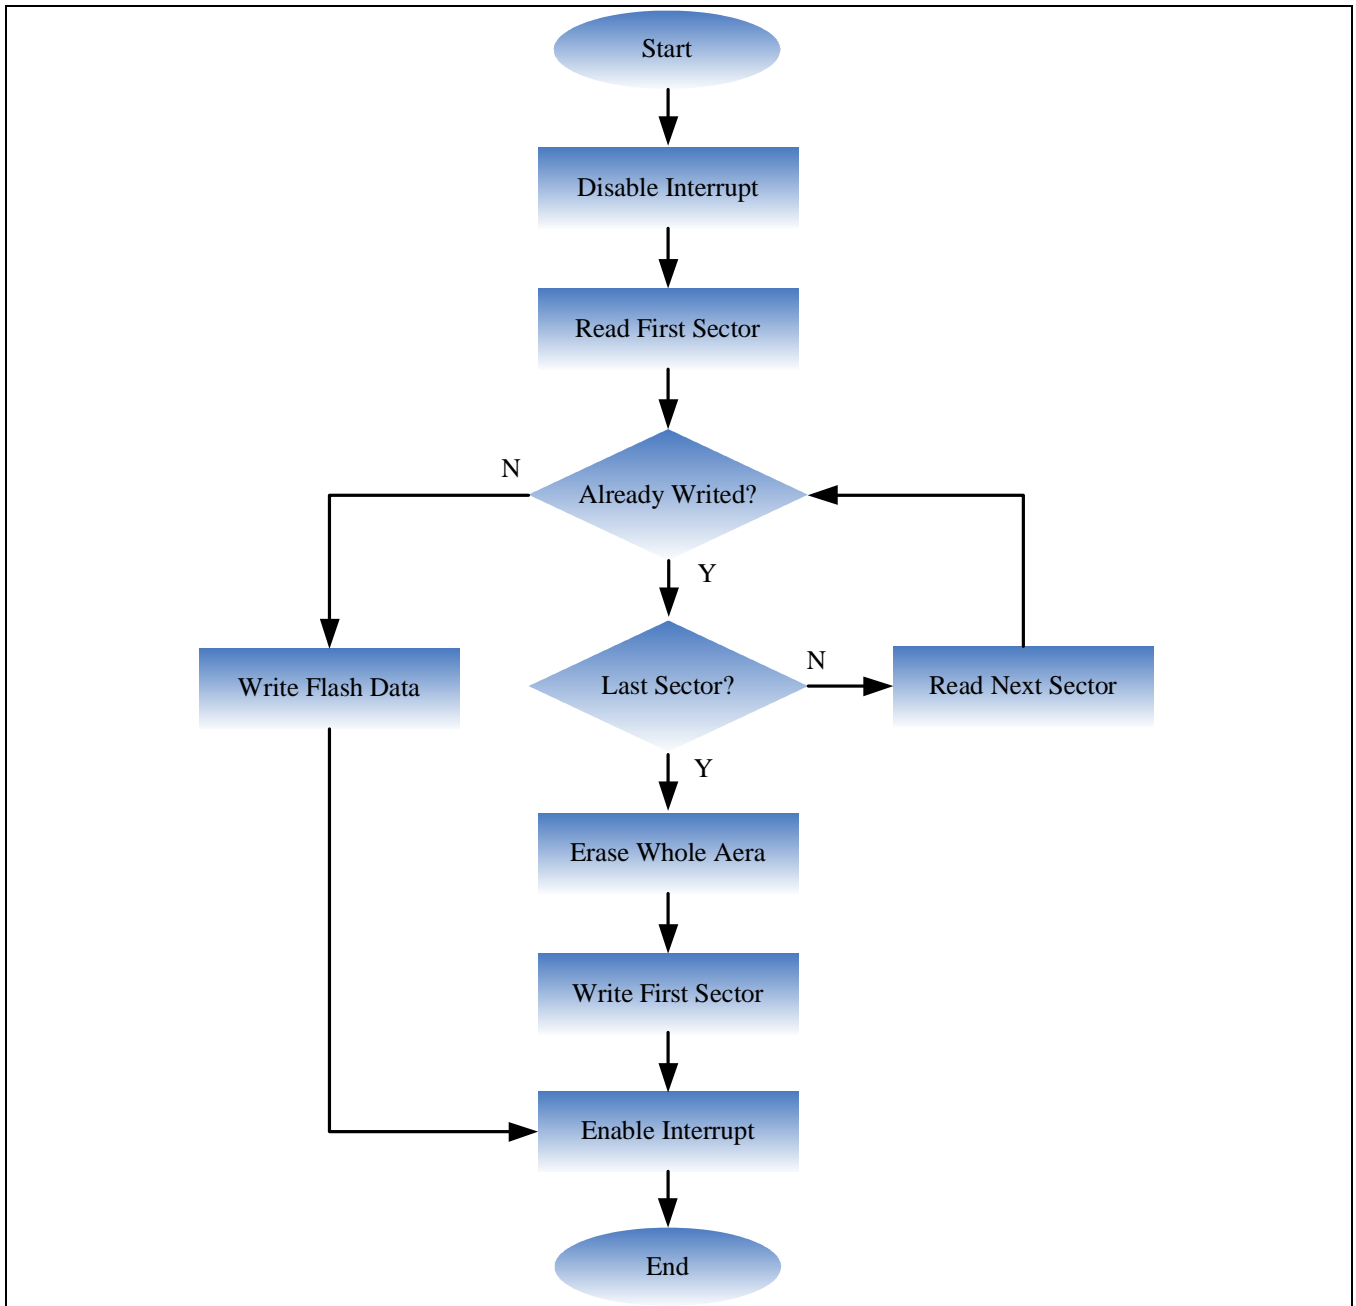 Start
Disable Interrupt
Read First Sector
N
Already Writed?
Y
Write Flash Data
Last Sector?
N
Read Next Sector
Y
Erase Whole Aera
Write First Sector
Enable Interrupt
End